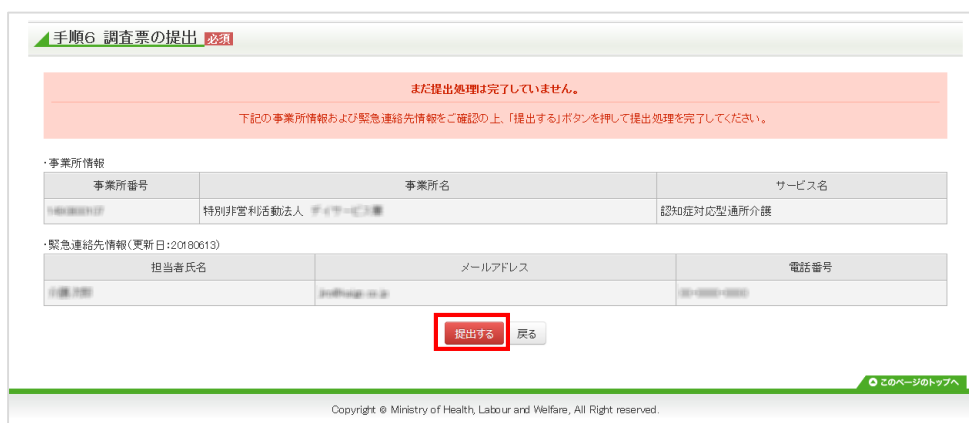 手順6 調査票の提出 必須
まだ提出処理は完了していません。
下記の事業所情報および緊急連絡先情報をご確認の上、「提出する」ボタンを押して提出処理を完了してください。
・事業所情報
事業所番号 事業所名 サービス名
特別非営利活動法人 認知症対応型通所介護
・緊急連絡先情報(更新日:20180613)
担当者氏名 メールアドレス 電話番号
提出する 戻る
このページのトップへ
Copyright © Ministry of Health, Labour and Welfare, All Right reserved.